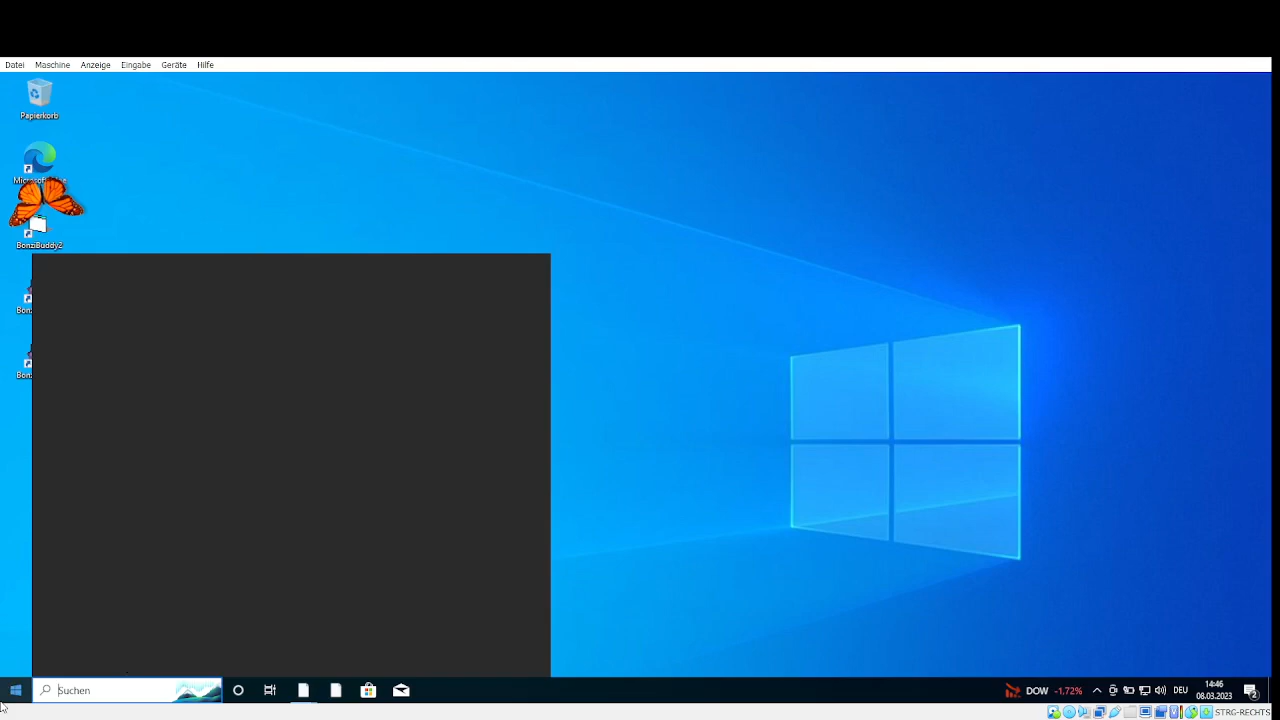 Datei Maschine Anzeige Eingabe Geräte Hilfe
Papierkorb
BonziBuddy2
Suchen
DOW -1.72%
DEU
14:46
08.03.2023
2
STRG-RECHTS